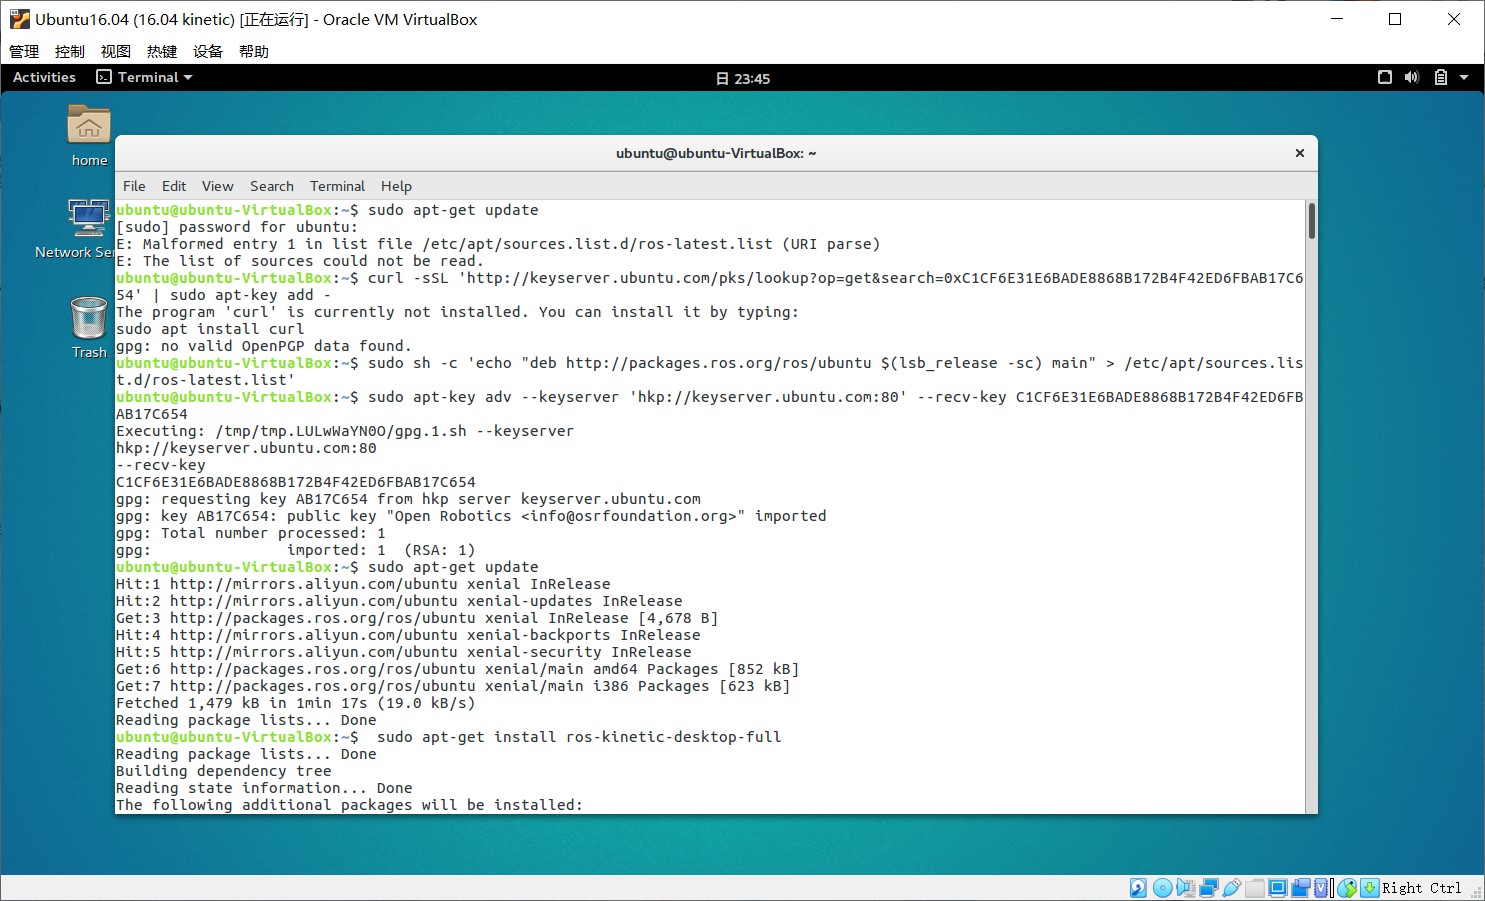 Ubuntu16.04 (16.04 kinetic) [正在运行] - Oracle VM VirtualBox
管理 控制 视图 热键 设备 帮助
Activities Terminal 日 23:45
home
Network Ser
Trash
ubuntu@ubuntu-VirtualBox: ~
File Edit View Search Terminal Help
ubuntu@ubuntu-VirtualBox:~$ sudo apt-get update
[sudo] password for ubuntu:
E: Malformed entry 1 in list file /etc/apt/sources.list.d/ros-latest.list (URI parse)
E: The list of sources could not be read.
ubuntu@ubuntu-VirtualBox:~$ curl -sSL 'http://keyserver.ubuntu.com/pks/lookup?op=get&search=0xC1CF6E31E6BADE8868B172B4F42ED6FBAB17C6
54' | sudo apt-key add -
The program 'curl' is currently not installed. You can install it by typing:
sudo apt install curl
gpg: no valid OpenPGP data found.
ubuntu@ubuntu-VirtualBox:~$ sudo sh -c 'echo "deb http://packages.ros.org/ros/ubuntu $(lsb_release -sc) main" > /etc/apt/sources.lis
t.d/ros-latest.list'
ubuntu@ubuntu-VirtualBox:~$ sudo apt-key adv --keyserver 'hkp://keyserver.ubuntu.com:80' --recv-key C1CF6E31E6BADE8868B172B4F42ED6FB
AB17C654
Executing: /tmp/tmp.LULwWaYN0O/gpg.1.sh --keyserver
hkp://keyserver.ubuntu.com:80
--recv-key
C1CF6E31E6BADE8868B172B4F42ED6FBAB17C654
gpg: requesting key AB17C654 from hkp server keyserver.ubuntu.com
gpg: key AB17C654: public key "Open Robotics <info@osrfoundation.org>" imported
gpg: Total number processed: 1
gpg:               imported: 1  (RSA: 1)
ubuntu@ubuntu-VirtualBox:~$ sudo apt-get update
Hit:1 http://mirrors.aliyun.com/ubuntu xenial InRelease
Hit:2 http://mirrors.aliyun.com/ubuntu xenial-updates InRelease
Get:3 http://packages.ros.org/ros/ubuntu xenial InRelease [4,678 B]
Hit:4 http://mirrors.aliyun.com/ubuntu xenial-backports InRelease
Hit:5 http://mirrors.aliyun.com/ubuntu xenial-security InRelease
Get:6 http://packages.ros.org/ros/ubuntu xenial/main amd64 Packages [852 kB]
Get:7 http://packages.ros.org/ros/ubuntu xenial/main i386 Packages [623 kB]
Fetched 1,479 kB in 1min 17s (19.0 kB/s)
Reading package lists... Done
ubuntu@ubuntu-VirtualBox:~$  sudo apt-get install ros-kinetic-desktop-full
Reading package lists... Done
Building dependency tree
Reading state information... Done
The following additional packages will be installed:
Right Ctrl